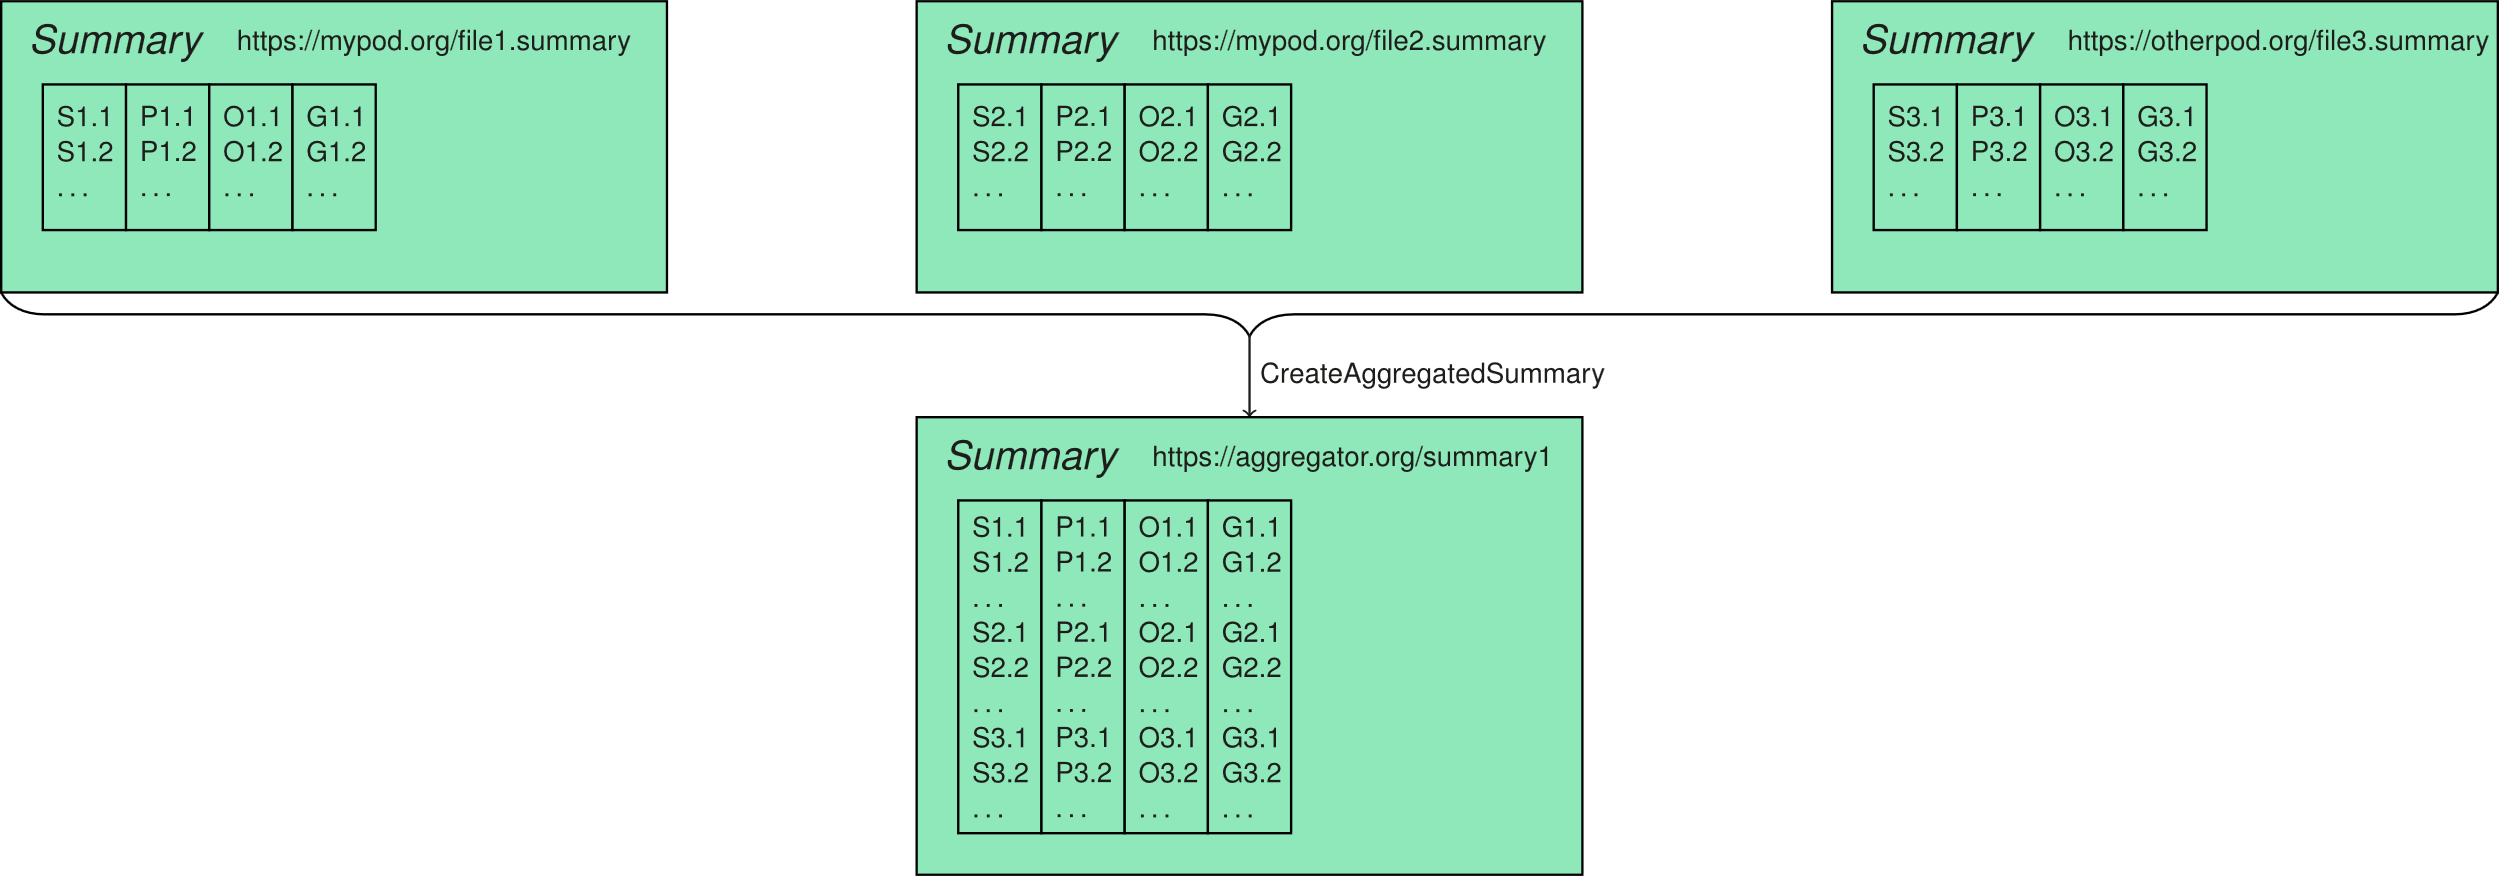 Summary https://mypod.org/file1.summary
S1.1 P1.1 O1.1 G1.1
S1.2 P1.2 O1.2 G1.2
... ... ... ...
Summary https://mypod.org/file2.summary
S2.1 P2.1 O2.1 G2.1
S2.2 P2.2 O2.2 G2.2
... ... ... ...
Summary https://otherpod.org/file3.summary
S3.1 P3.1 O3.1 G3.1
S3.2 P3.2 O3.2 G3.2
... ... ... ...
CreateAggregatedSummary
Summary https://aggregator.org/summary1
S1.1 P1.1 O1.1 G1.1
S1.2 P1.2 O1.2 G1.2
... ... ... ...
S2.1 P2.1 O2.1 G2.1
S2.2 P2.2 O2.2 G2.2
... ... ... ...
S3.1 P3.1 O3.1 G3.1
S3.2 P3.2 O3.2 G3.2
... ... ... ...